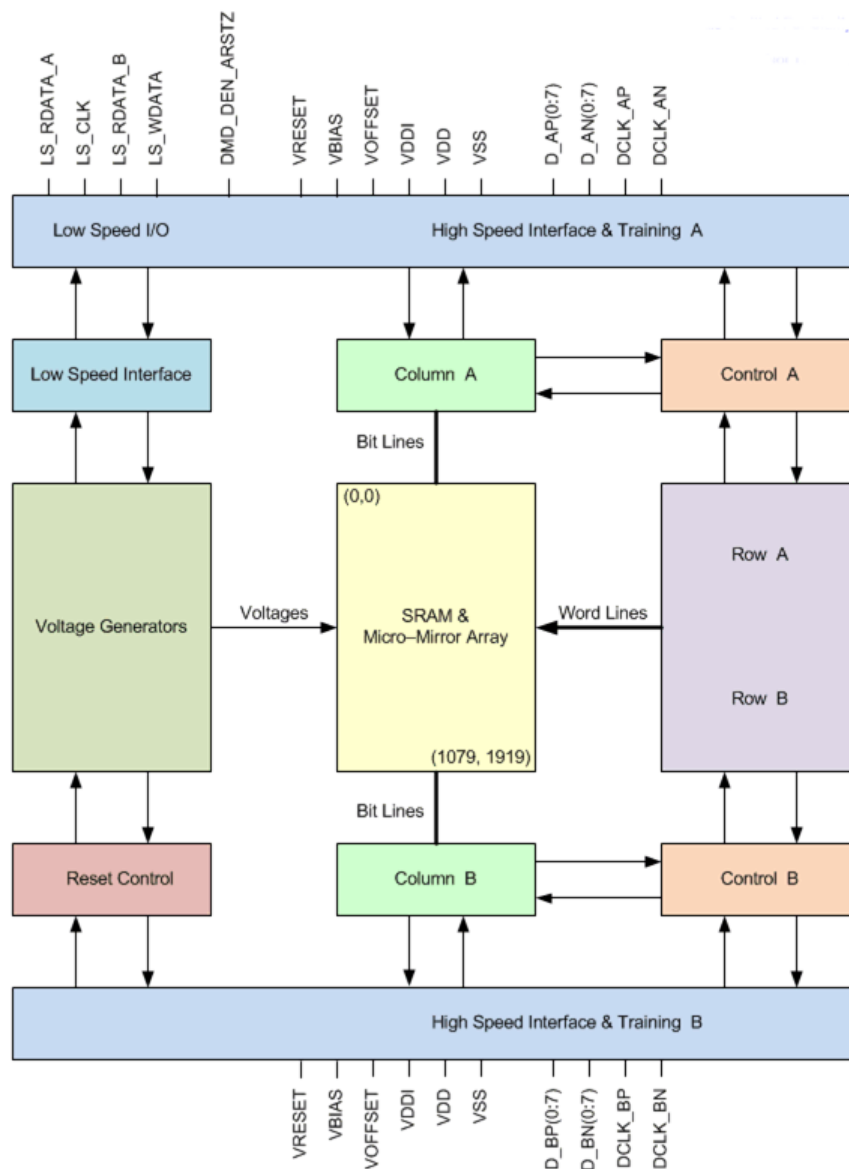 LS_RDATA_A
LS_CLK
LS_RDATA_B
LS_WDATA
DMD_DEN_ARSTZ
VRESET
VBIAS
VOFFSET
VDDI
VDD
VSS
D_AP(0:7)
D_AN(0:7)
DCLK_AP
DCLK_AN
Low Speed I/O
High Speed Interface & Training A
Low Speed Interface
Column A
Control A
Bit Lines
(0,0)
Row A
Voltage Generators
Voltages
SRAM &
Micro–Mirror Array
Word Lines
Row B
(1079, 1919)
Bit Lines
Reset Control
Column B
Control B
High Speed Interface & Training B
VRESET
VBIAS
VOFFSET
VDDI
VDD
VSS
D_BP(0:7)
D_BN(0:7)
DCLK_BP
DCLK_BN